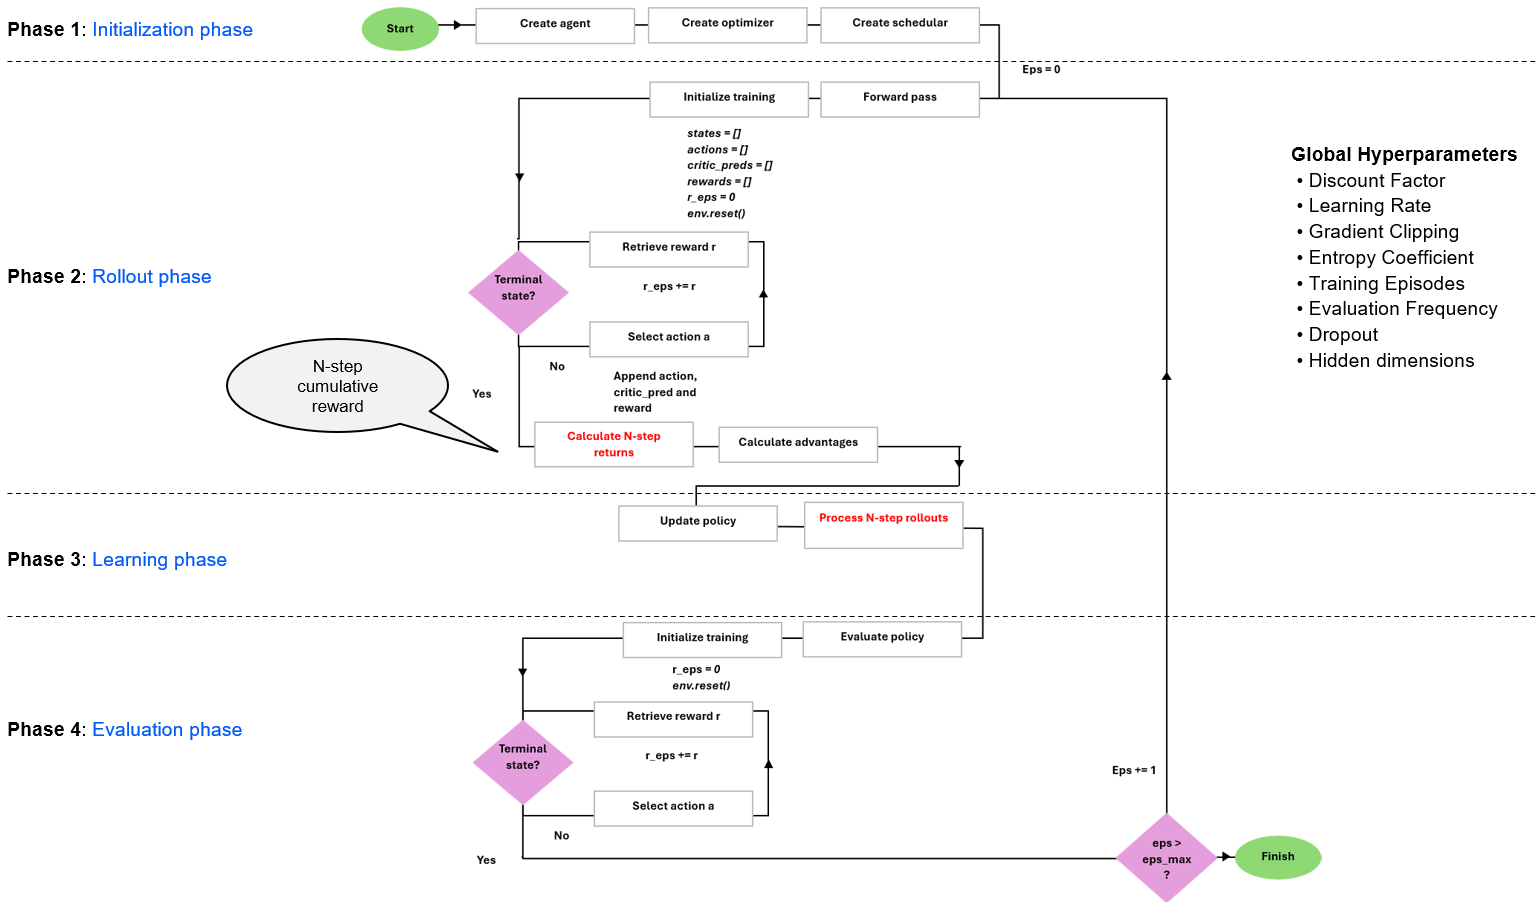 Phase 1: Initialization phase
Start
Create agent
Create optimizer
Create schedular
Eps = 0
Initialize training
Forward pass
states = []
actions = []
critic_preds = []
rewards = []
r_eps = 0
env.reset()
Global Hyperparameters
• Discount Factor
• Learning Rate
• Gradient Clipping
• Entropy Coefficient
• Training Episodes
• Evaluation Frequency
• Dropout
• Hidden dimensions
Phase 2: Rollout phase
Retrieve reward r
Terminal
state?
r_eps += r
Select action a
No
Yes
Append action,
critic_pred and
reward
N-step
cumulative
reward
Calculate N-step
returns
Calculate advantages
Phase 3: Learning phase
Update policy
Process N-step rollouts
Phase 4: Evaluation phase
Initialize training
Evaluate policy
r_eps = 0
env.reset()
Retrieve reward r
Terminal
state?
r_eps += r
Select action a
No
Yes
Eps += 1
eps >
eps_max
?
Finish